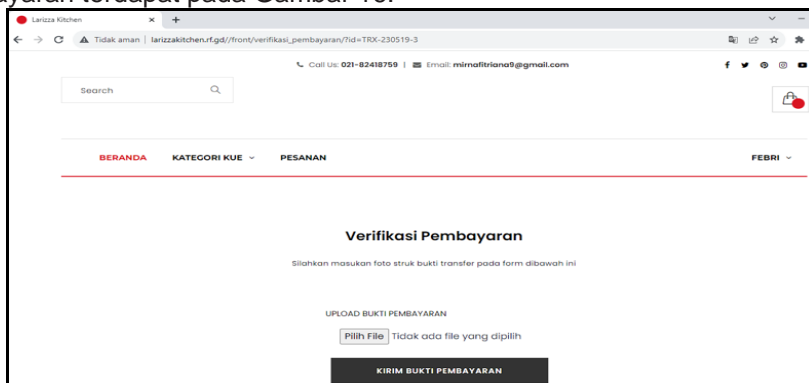 ayaran terdapat pada Gambar
Larizza Kitchen
Tidak aman | larizzakitchen.rf.gd//front/verifikasi_pembayaran/?id=TRX-230519-3
Call Us: 021-82418759 | Email: mirnafitriana9@gmail.com
Search
BERANDA KATEGORI KUE PESANAN FEBRI
Verifikasi Pembayaran
Silahkan masukan foto struk bukti transfer pada form dibawah ini
UPLOAD BUKTI PEMBAYARAN
Pilih File Tidak ada file yang dipilih
KIRIM BUKTI PEMBAYARAN